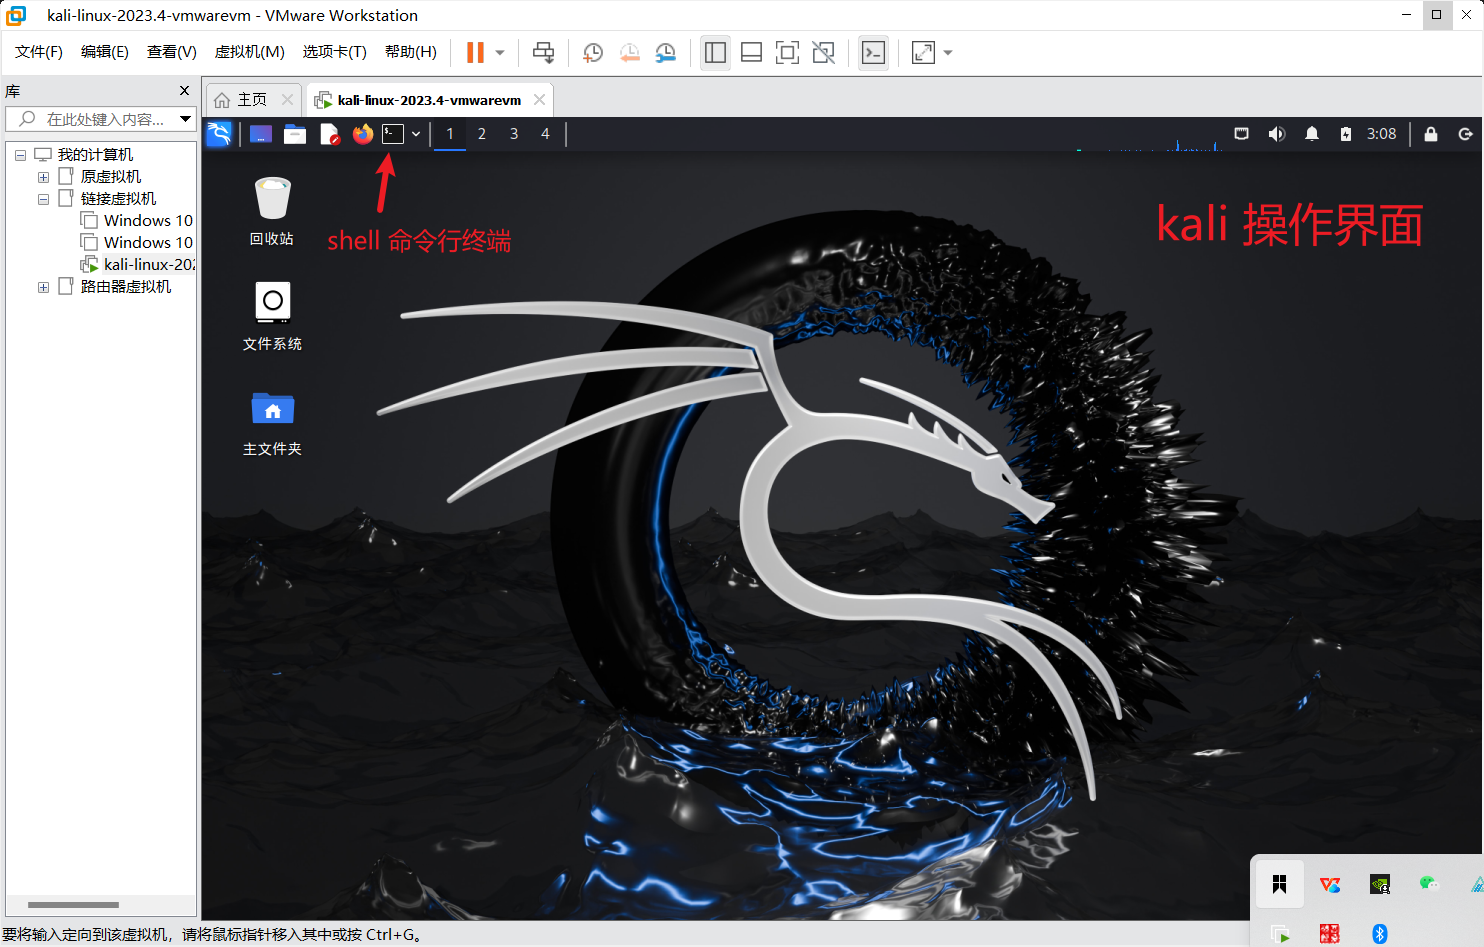 kali-linux-2023.4-vmwarevm - VMware Workstation
文件(F) 编辑(E) 查看(V) 虚拟机(M) 选项卡(T) 帮助(H)
库
在此处键入内容...
我的计算机
原虚拟机
链接虚拟机
Windows 10
Windows 10
kali-linux-202
路由器虚拟机
主页
kali-linux-2023.4-vmwarevm
1 2 3 4
3:08
回收站
文件系统
主文件夹
shell 命令行终端
kali 操作界面
要将输入定向到该虚拟机，请将鼠标指针移入其中或按 Ctrl+G。